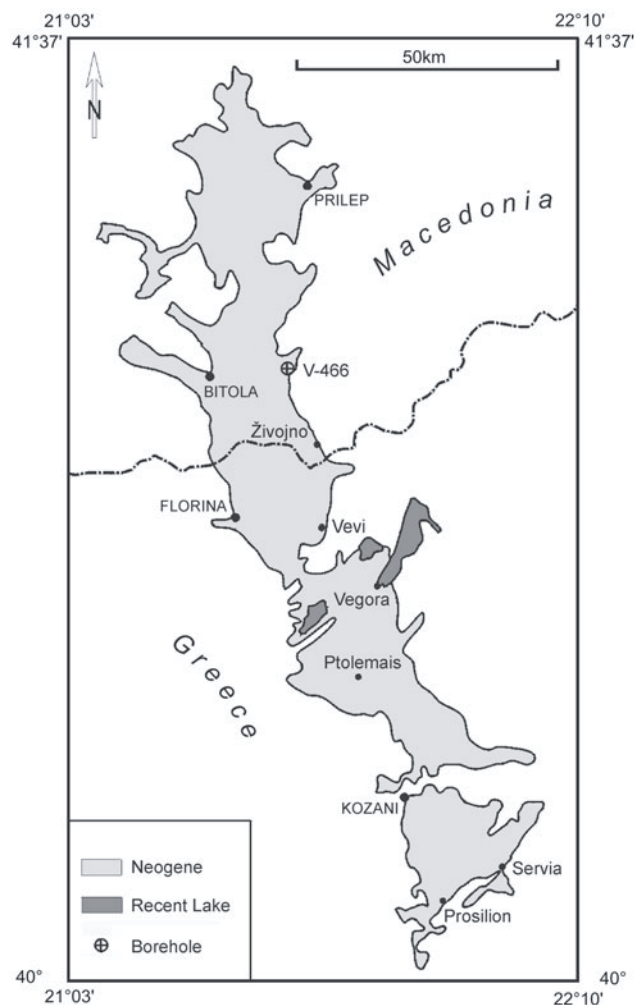 21°03' 22°10'
41°37' 41°37'
50km
N
PRILEP
Macedonia
V-466
BITOLA
Živojno
FLORINA
Vevi
Vegora
Greece
Ptolemais
KOZANI
Servia
Prosilion
Neogene
Recent Lake
Borehole
40° 40°
21°03' 22°10'